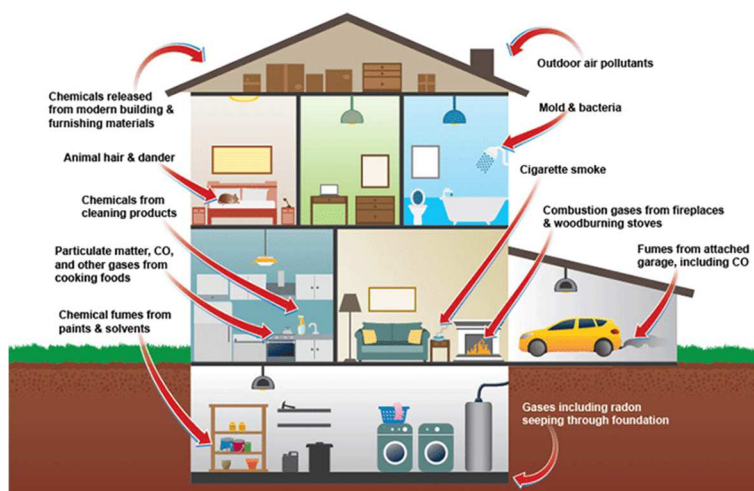 Chemicals released
from modern building &
furnishing materials
Animal hair & dander
Chemicals from
cleaning products
Particulate matter, CO,
and other gases from
cooking foods
Chemical fumes from
paints & solvents
Outdoor air pollutants
Mold & bacteria
Cigarette smoke
Combustion gases from fireplaces
& woodburning stoves
Fumes from attached
garage, including CO
Gases including radon
seeping through foundation